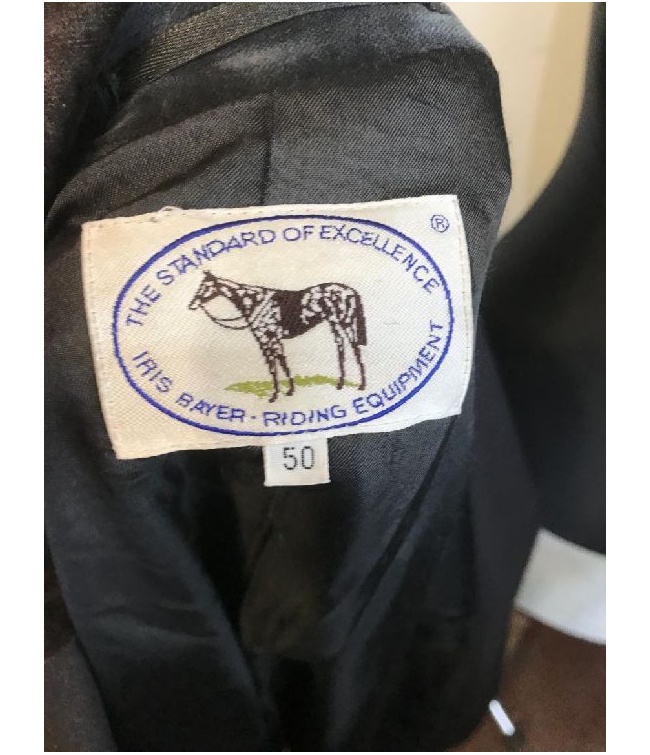 THE STANDARD OF EXCELLENCE
®
IRIS BAYER · RIDING EQUIPMENT
50